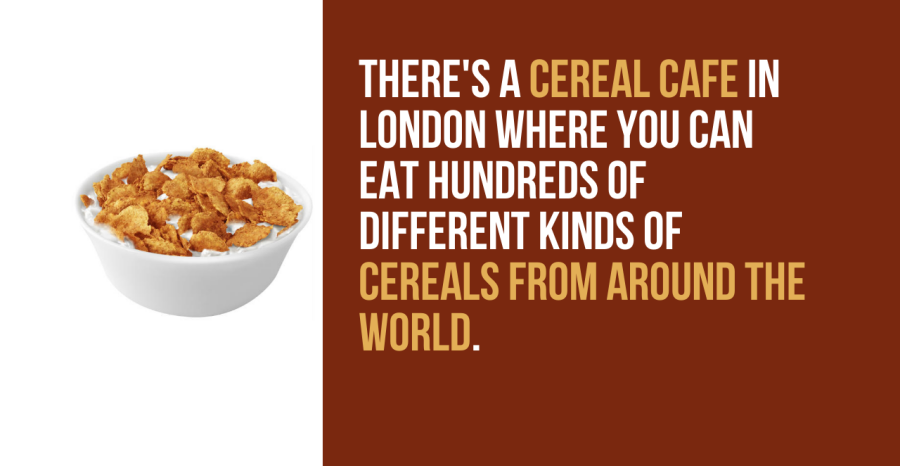 THERE'S A CEREAL CAFE IN
LONDON WHERE YOU CAN
EAT HUNDREDS OF
DIFFERENT KINDS OF
CEREALS FROM AROUND THE
WORLD.